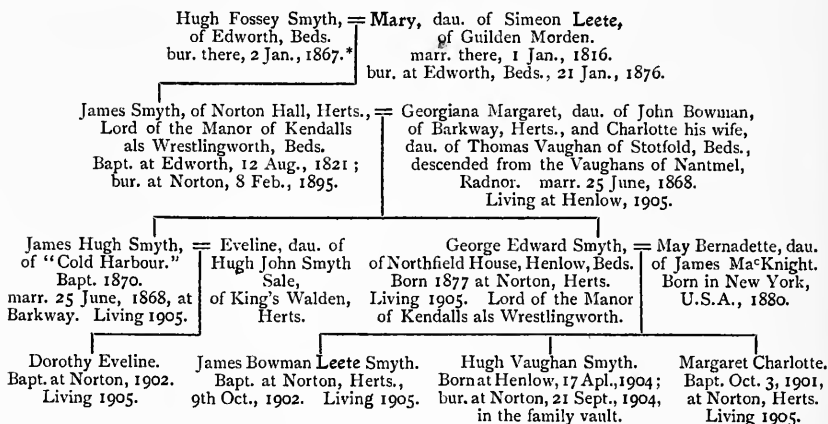 Hugh Fossey Smyth, = Mary, dau. of Simeon Leete,
of Edworth, Beds.
bur. there, 2 Jan., 1867.*
of Guilden Morden.
marr. there, 1 Jan., 1816.
bur. at Edworth, Beds., 21 Jan., 1876.
James Smyth, of Norton Hall, Herts., =
Lord of the Manor of Kendalls
als Wrestlingworth, Beds.
Bapt. at Edworth, 12 Aug., 1821 ;
bur. at Norton, 8 Feb., 1895.
Georgiana Margaret, dau. of John Bowman,
of Barkway, Herts., and Charlotte his wife,
dau. of Thomas Vaughan of Stotfold, Beds.,
descended from the Vaughans of Nantmel,
Radnor. marr. 25 June, 1868.
Living at Henlow, 1905.
James Hugh Smyth, =
of "Cold Harbour."
Bapt. 1870.
marr. 25 June, 1868, at
Barkway. Living 1905.
Eveline, dau. of
Hugh John Smyth
Sale,
of King's Walden,
Herts.
George Edward Smyth, =
of Northfield House, Henlow, Beds.
Born 1877 at Norton, Herts.
Living 1905. Lord of the Manor
of Kendalls als Wrestlingworth.
May Bernadette, dau.
of James MacKnight.
Born in New York,
U.S.A., 1880.
Dorothy Eveline.
Bapt. at Norton, 1902.
Living 1905.
James Bowman Leete Smyth.
Bapt. at Norton, Herts.,
9th Oct., 1902. Living 1905.
Hugh Vaughan Smyth.
Born at Henlow, 17 Apl., 1904;
bur. at Norton, 21 Sept., 1904,
in the family vault.
Margaret Charlotte.
Bapt. Oct. 3, 1901,
at Norton, Herts.
Living 1905.